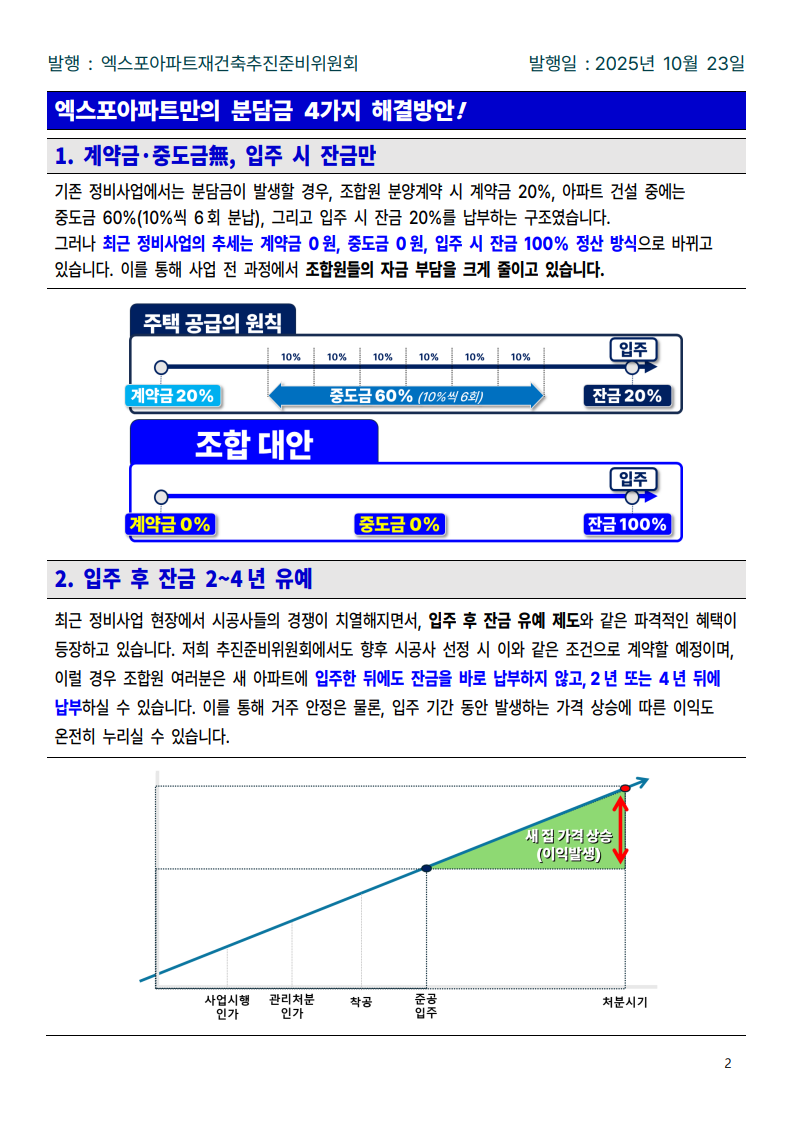 발행 : 엑스포아파트재건축추진준비위원회 발행일 : 2025년 10월 23일
엑스포아파트만의 분담금 4가지 해결방안!
1. 계약금·중도금無, 입주 시 잔금만
기존 정비사업에서는 분담금이 발생할 경우, 조합원 분양계약 시 계약금 20%, 아파트 건설 중에는
중도금 60%(10%씩 6회 분납), 그리고 입주 시 잔금 20%를 납부하는 구조였습니다.
그러나 최근 정비사업의 추세는 계약금 0원, 중도금 0원, 입주 시 잔금 100% 정산 방식으로 바뀌고
있습니다. 이를 통해 사업 전 과정에서 조합원들의 자금 부담을 크게 줄이고 있습니다.
주택 공급의 원칙
입주
10% 10% 10% 10% 10% 10%
계약금 20% 중도금 60% (10%씩 6회) 잔금 20%
조합 대안
입주
계약금 0% 중도금 0% 잔금 100%
2. 입주 후 잔금 2~4년 유예
최근 정비사업 현장에서 시공사들의 경쟁이 치열해지면서, 입주 후 잔금 유예 제도와 같은 파격적인 혜택이
등장하고 있습니다. 저희 추진준비위원회에서도 향후 시공사 선정 시 이와 같은 조건으로 계약할 예정이며,
이럴 경우 조합원 여러분은 새 아파트에 입주한 뒤에도 잔금을 바로 납부하지 않고, 2년 또는 4년 뒤에
납부하실 수 있습니다. 이를 통해 거주 안정은 물론, 입주 기간 동안 발생하는 가격 상승에 따른 이익도
온전히 누리실 수 있습니다.
새 집 가격 상승
(이익발생)
사업시행
인가
관리처분
인가
착공
준공
입주
처분시기
2